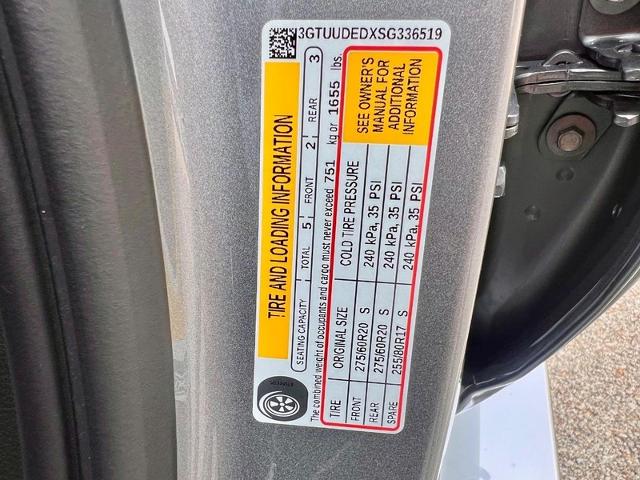 3GTUUDEDXSG336519
TIRE AND LOADING INFORMATION
SEATING CAPACITY TOTAL 5 FRONT 2 REAR 3
The combined weight of occupants and cargo must never exceed 751 kg or 1655 lbs.
TIRE ORIGINAL SIZE COLD TIRE PRESSURE
FRONT 275/60R20 S 240 kPa, 35 PSI
REAR 275/60R20 S 240 kPa, 35 PSI
SPARE 255/80R17 S 240 kPa, 35 PSI
SEE OWNER'S
MANUAL FOR
ADDITIONAL
INFORMATION